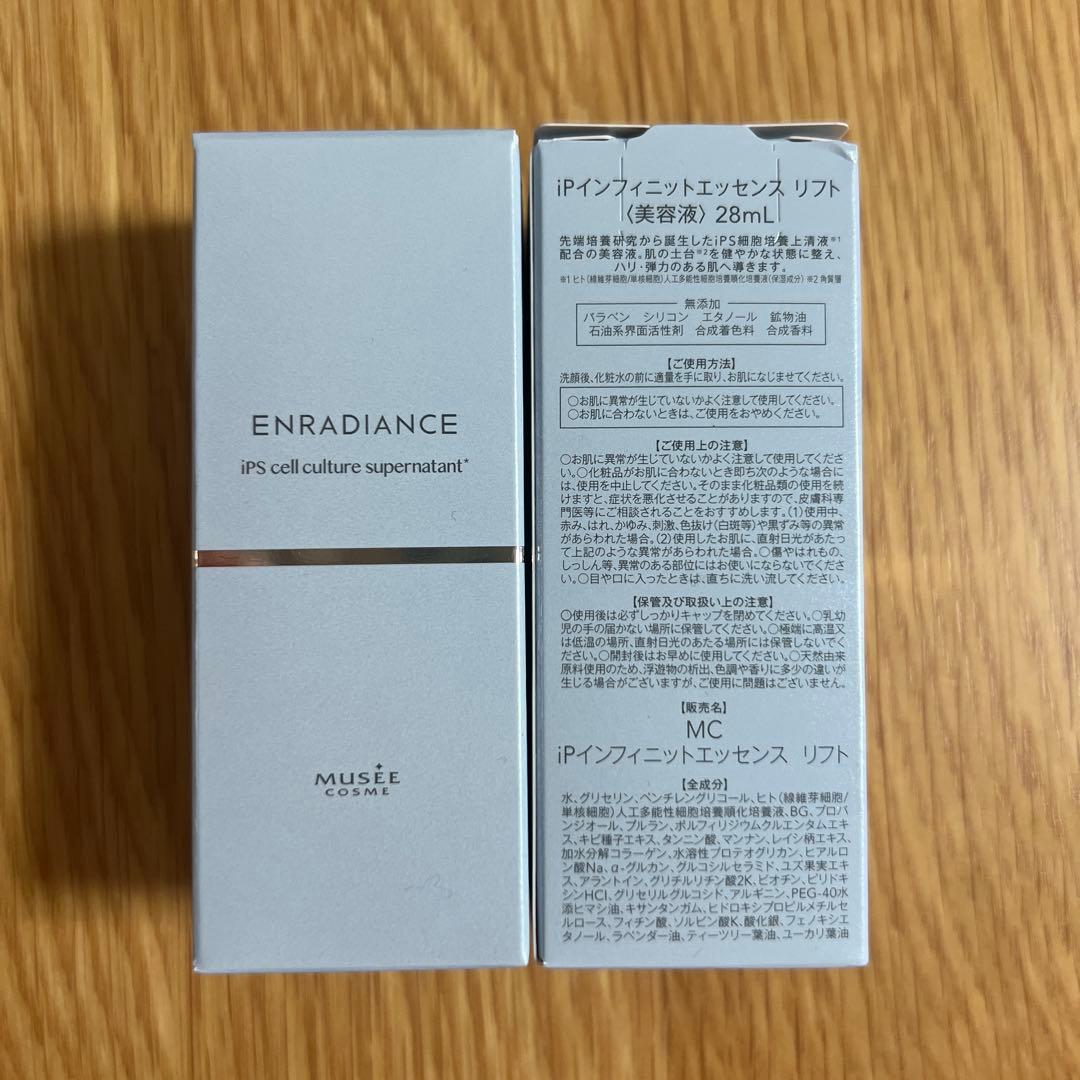 ENRADIANCE
iPS cell culture supernatant*
MUSÉE
COSME
iPインフィニットエッセンス リフト
〈美容液〉 28mL
先端培養研究から誕生したiPS細胞培養上清液※1
配合の美容液。肌の土台※2を健やかな状態に整え、
ハリ・弾力のある肌へ導きます。
※1 ヒト(線維芽細胞/単核細胞)人工多能性細胞培養順化培養液(保湿成分) ※2 角質層
無添加
パラベン シリコン エタノール 鉱物油
石油系界面活性剤 合成着色料 合成香料
【ご使用方法】
洗顔後、化粧水の前に適量を手に取り、お肌になじませてください。
○お肌に異常が生じていないかよく注意して使用してください。
○お肌に合わないときは、ご使用をおやめください。
【ご使用上の注意】
○お肌に異常が生じていないかよく注意して使用してくださ
い。○化粧品がお肌に合わないとき即ち次のような場合に
は、使用を中止してください。そのまま化粧品類の使用を続
けますと、症状を悪化させることがありますので、皮膚科専
門医等にご相談されることをおすすめします。(1)使用中、
赤み、はれ、かゆみ、刺激、色抜け(白斑等)や黒ずみ等の異常
があらわれた場合。(2)使用したお肌に、直射日光があたっ
て上記のような異常があらわれた場合。○傷やはれもの、
しっしん等、異常のある部位にはお使いにならないでくださ
い。○目や口に入ったときは、直ちに洗い流してください。
【保管及び取扱い上の注意】
○使用後は必ずしっかりキャップを閉めてください。○乳幼
児の手の届かない場所に保管してください。○極端に高温又
は低温の場所、直射日光のあたる場所には保管しないでく
ださい。○開封後はお早めに使用してください。○天然由来
原料使用のため、浮遊物の析出、色調や香りに多少の違いが
生じる場合がございますが、ご使用に問題はございません。
【販売名】
MC
iPインフィニットエッセンス リフト
【全成分】
水、グリセリン、ペンチレングリコール、ヒト(線維芽細胞/
単核細胞)人工多能性細胞培養順化培養液、BG、プロパ
ンジオール、プルラン、ポルフィリジウムクルエンタムエキ
ス、キビ種子エキス、タンニン酸、マンナン、レイシ柄エキス、
加水分解コラーゲン、水溶性プロテオグリカン、ヒアルロ
ン酸Na、α-グルカン、グルコシルセラミド、ユズ果実エキ
ス、アラントイン、グリチルリチン酸2K、ビオチン、ピリドキ
シンHCl、グリセリルグルコシド、アルギニン、PEG-40水
添ヒマシ油、キサンタンガム、ヒドロキシプロピルメチルセ
ルロース、フィチン酸、ソルビン酸K、酸化銀、フェノキシエ
タノール、ラベンダー油、ティーツリー葉油、ユーカリ葉油